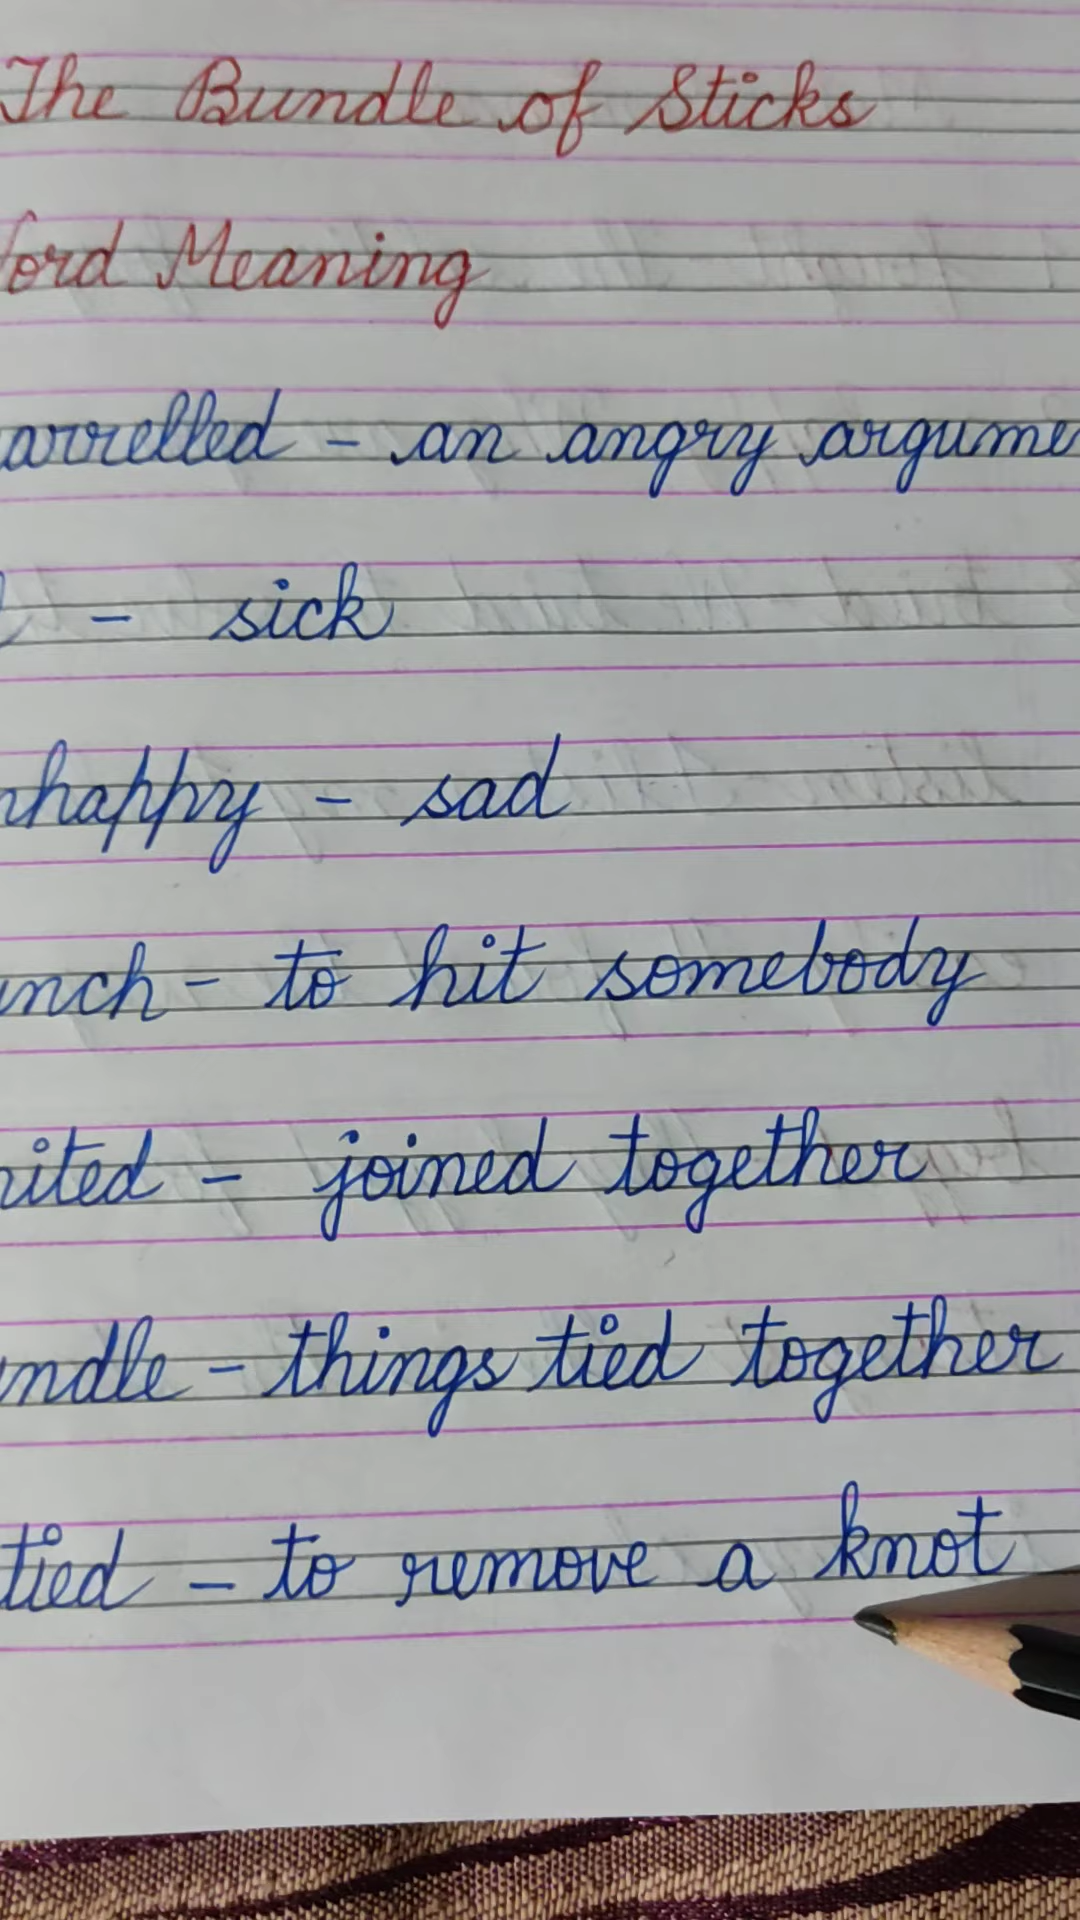 The Bundle of Sticks
ord Meaning
arrelled - an angry argume
l - sick
nhappy - sad
nch - to hit somebody
ited - joined together
ndle - things tied together
tied - to remove a knot